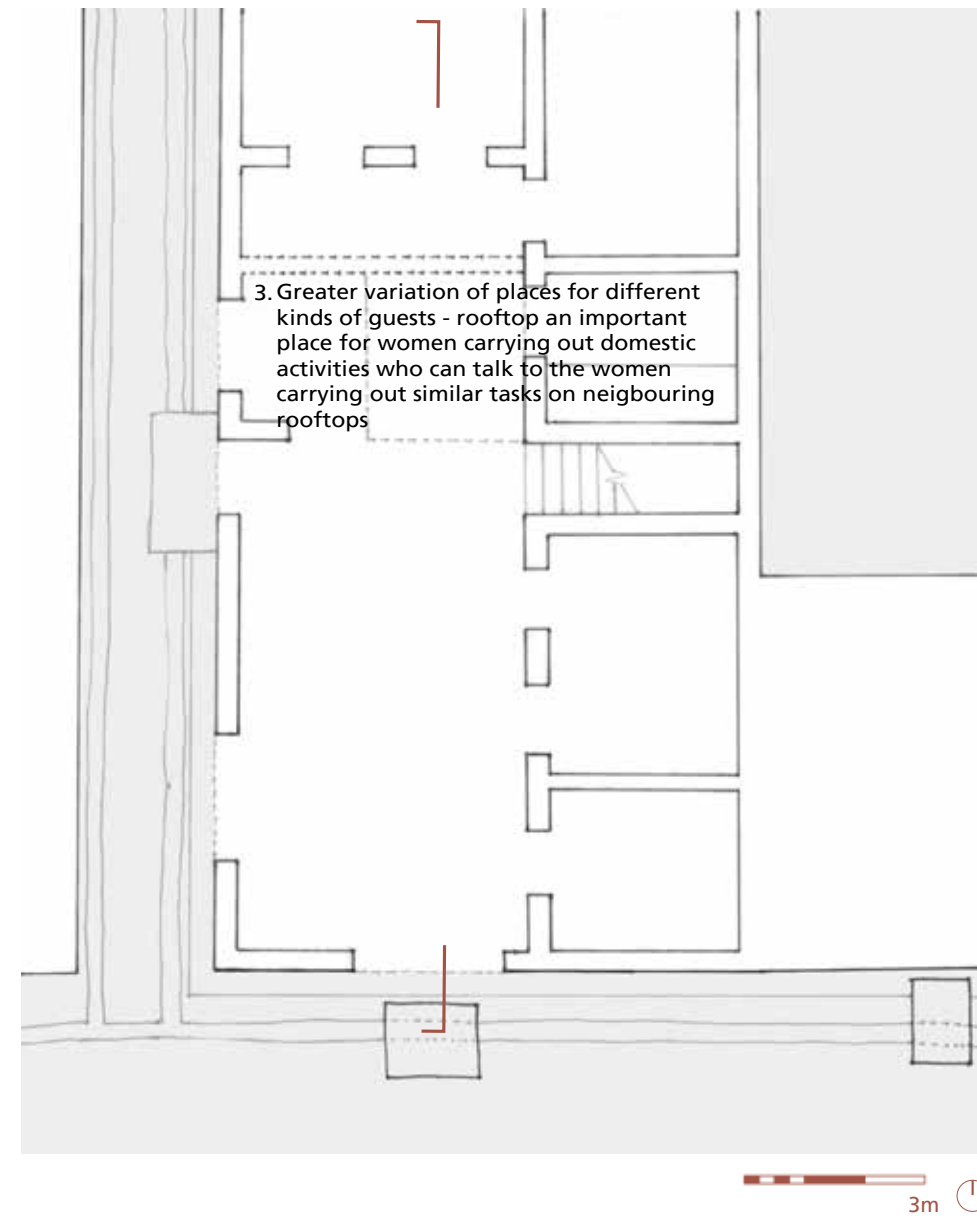 3. Greater variation of places for different
kinds of guests - rooftop an important
place for women carrying out domestic
activities who can talk to the women
carrying out similar tasks on neigbouring
rooftops
3m